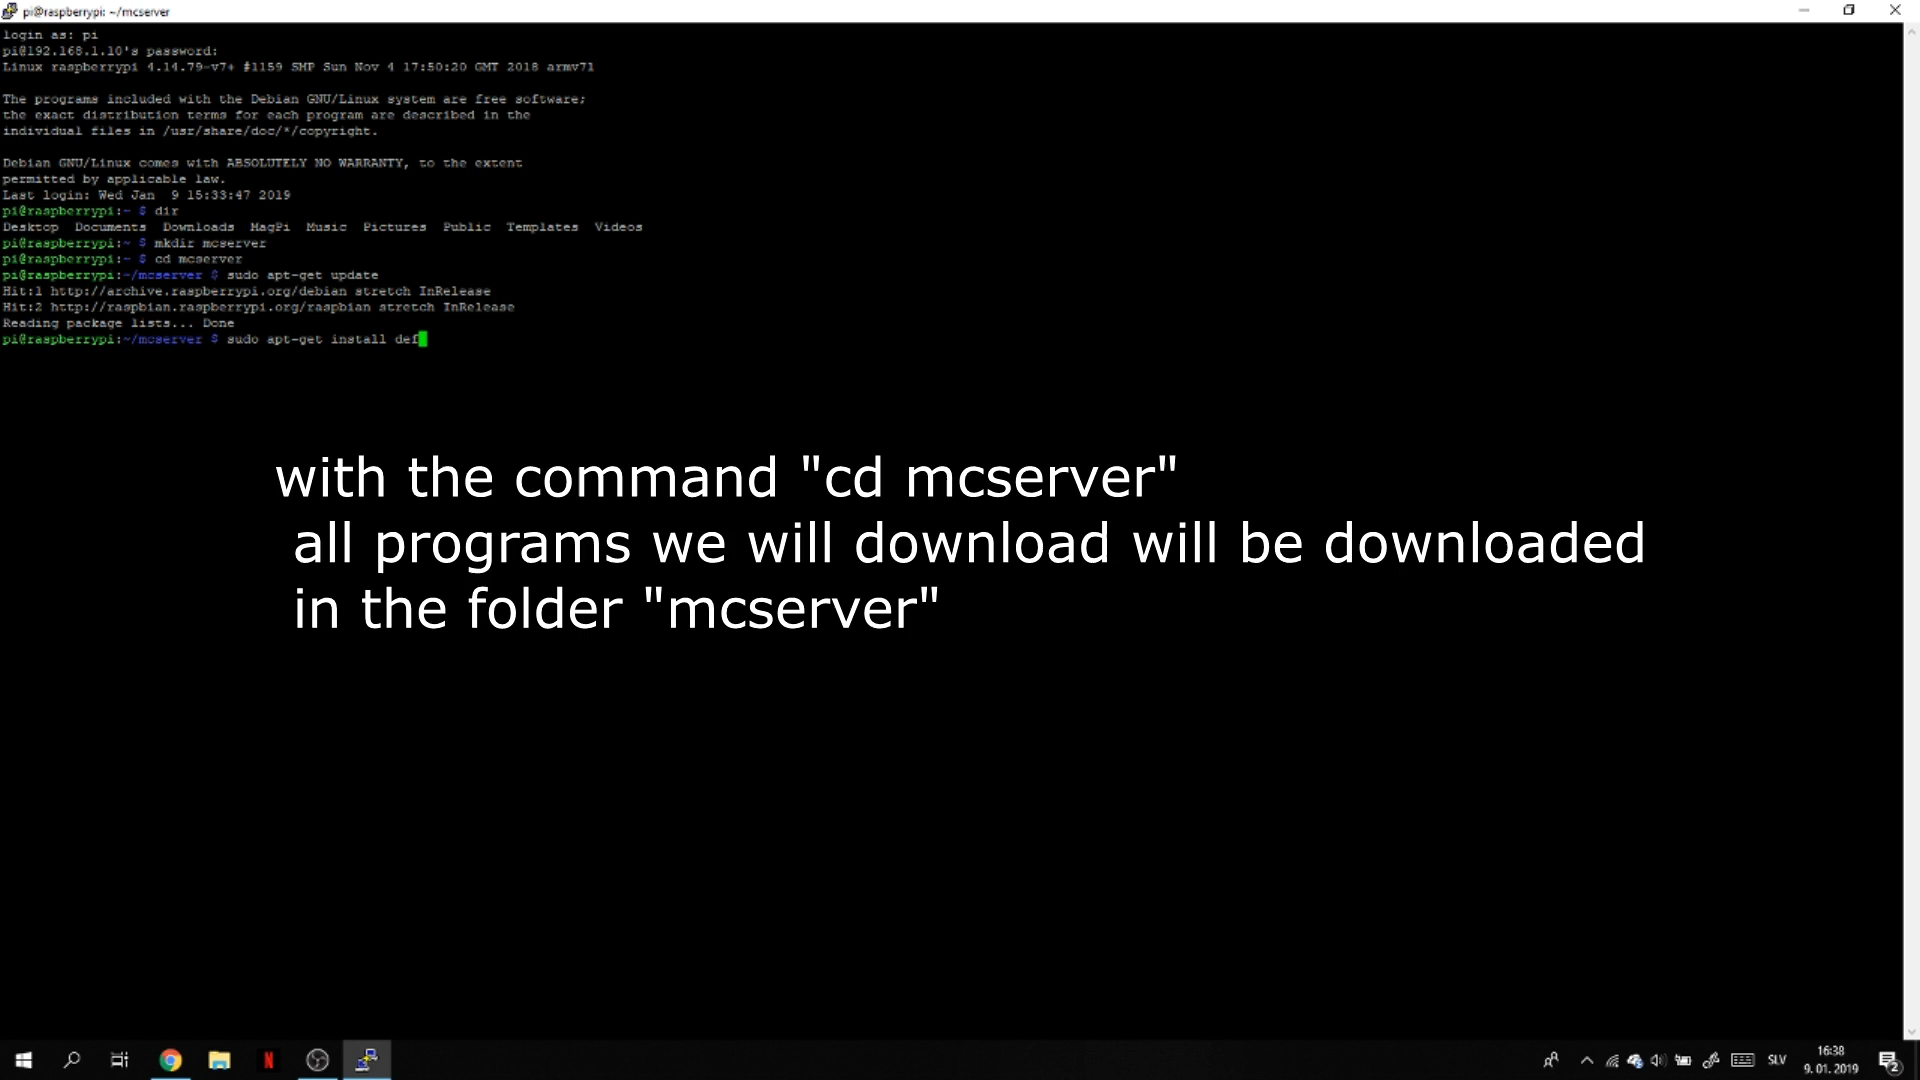 pi@raspberrypi: ~/mcserver
login as: pi
pi@192.168.1.10's password:
Linux raspberrypi 4.14.79-v7+ #1159 SMP Sun Nov 4 17:50:20 GMT 2018 armv7l
The programs included with the Debian GNU/Linux system are free software;
the exact distribution terms for each program are described in the
individual files in /usr/share/doc/*/copyright.
Debian GNU/Linux comes with ABSOLUTELY NO WARRANTY, to the extent
permitted by applicable law.
Last login: Wed Jan  9 15:33:47 2019
pi@raspberrypi:~ $ dir
Desktop  Documents  Downloads  MagPi  Music  Pictures  Public  Templates  Videos
pi@raspberrypi:~ $ mkdir mcserver
pi@raspberrypi:~ $ cd mcserver
pi@raspberrypi:~/mcserver $ sudo apt-get update
Hit:1 http://archive.raspberrypi.org/debian stretch InRelease
Hit:2 http://raspbian.raspberrypi.org/raspbian stretch InRelease
Reading package lists... Done
pi@raspberrypi:~/mcserver $ sudo apt-get install def
with the command "cd mcserver"
all programs we will download will be downloaded
in the folder "mcserver"
SLV
16:38
9. 01. 2019
2